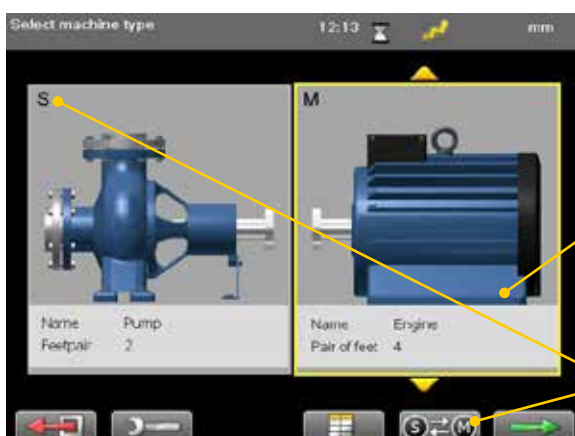 Select machine type 12:13 mm
S
M
Name Pump
Feetpair 2
Name Engine
Pair of feet 4
S M